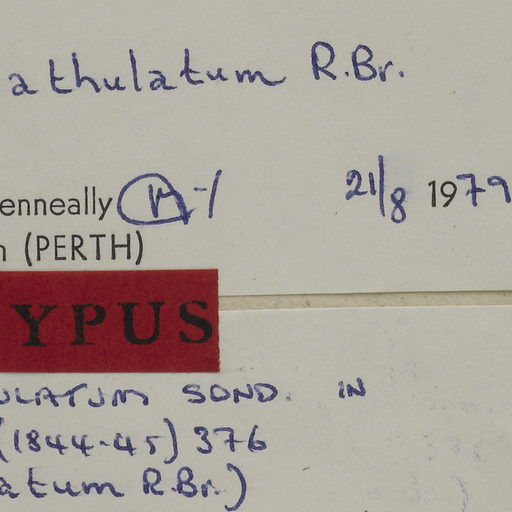 athulatum R.Br.
enneally
21/8 1979
n (PERTH)
YPUS
ULATUM SOND. IN
(1844-45) 376
atum R.Br.)